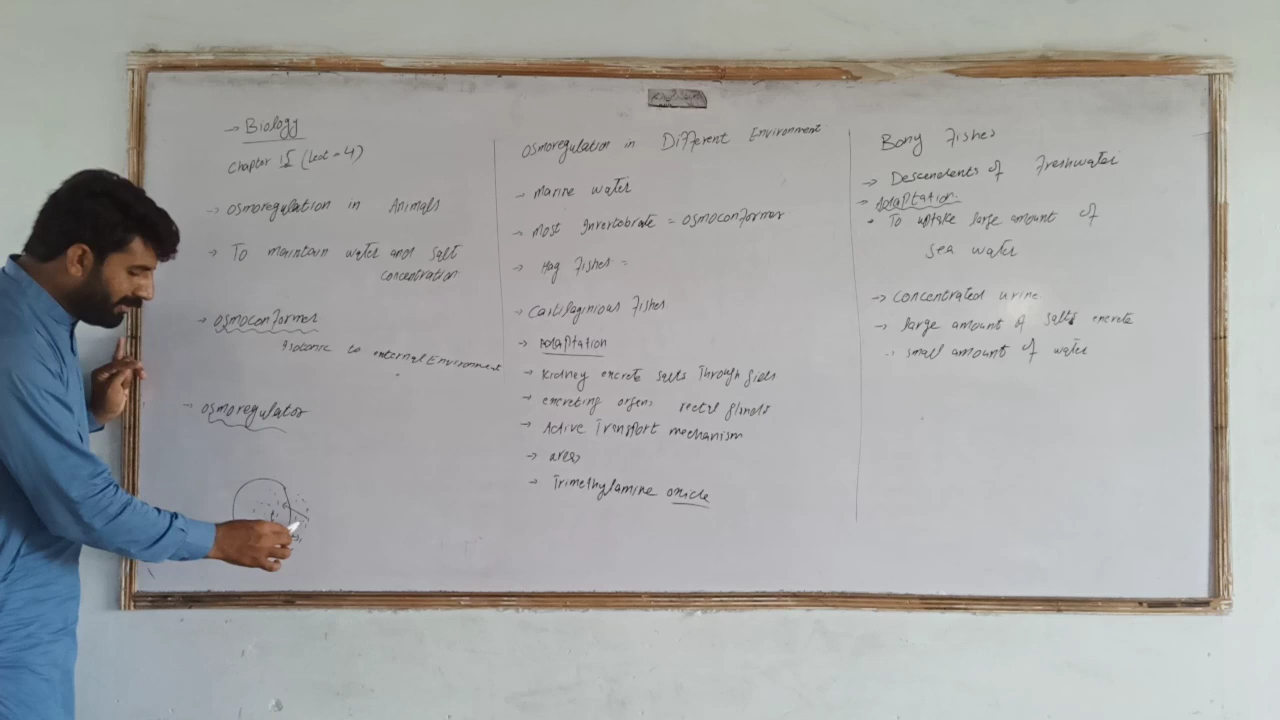 → Biology
Chapter 15 (Lect - 4)
→ Osmoregulation in Animals
→ To maintain water and salt
concentration
→ Osmoconformer
isotonic to external Environment
→ Osmoregulator
Osmoregulation in Different Environment
→ Marine water
→ Most Invertebrate = Osmoconformer
→ Hag Fishes =
→ Cartilaginious Fishes
→ Adaptation
→ Kidney excrete salts Through
→ excreting organ, rectal glands
→ Active Transport mechanism
→ urea
→ Trimethylamine oxide
Bony Fishes
→ Descendents of Freshwater
→ Adaptation
• To uptake large amount of
Sea water
→ Concentrated urine
→ large amount of salts excrete
→ small amount of water